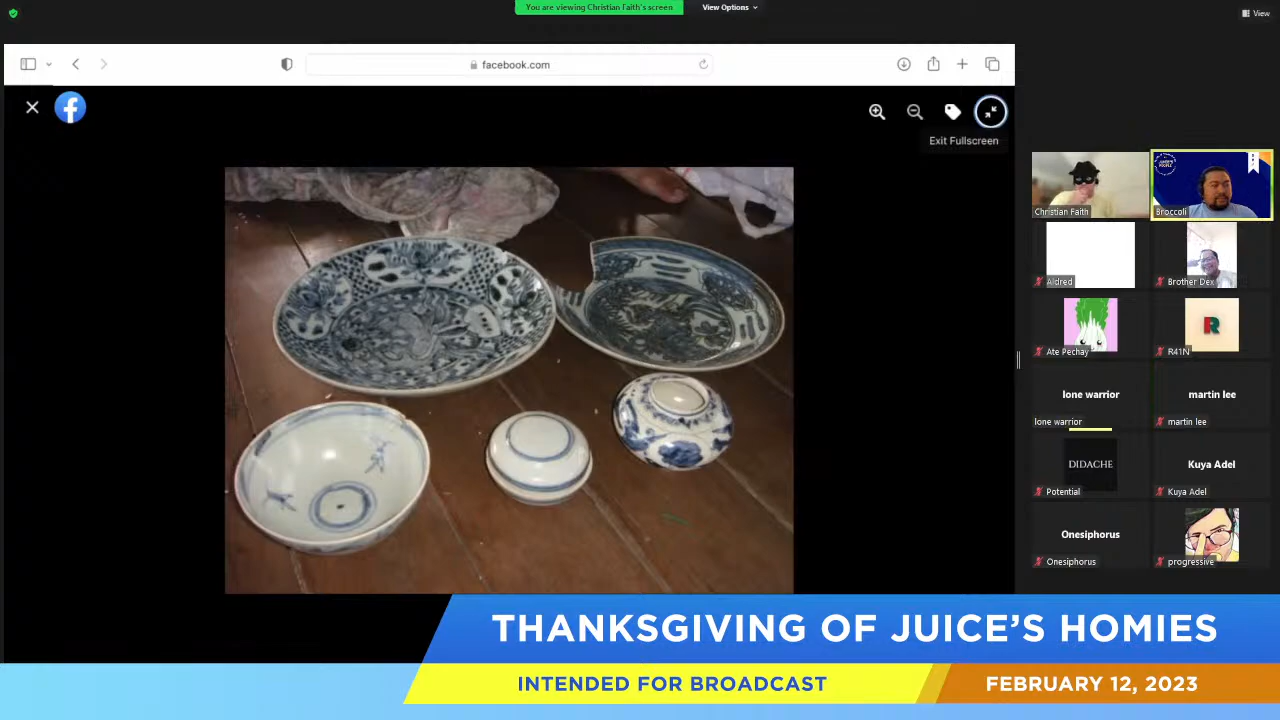 You are viewing Christian Faith's screen
View Options
View
facebook.com
Exit Fullscreen
Christian Faith
Broccoli
Aldred
Brother Dex
Ate Pechay
R
R41N
lone warrior
lone warrior
martin lee
martin lee
DIDACHE
Potential
Kuya Adel
Kuya Adel
Onesiphorus
Onesiphorus
progressive
THANKSGIVING OF JUICE'S HOMIES
INTENDED FOR BROADCAST
FEBRUARY 12, 2023